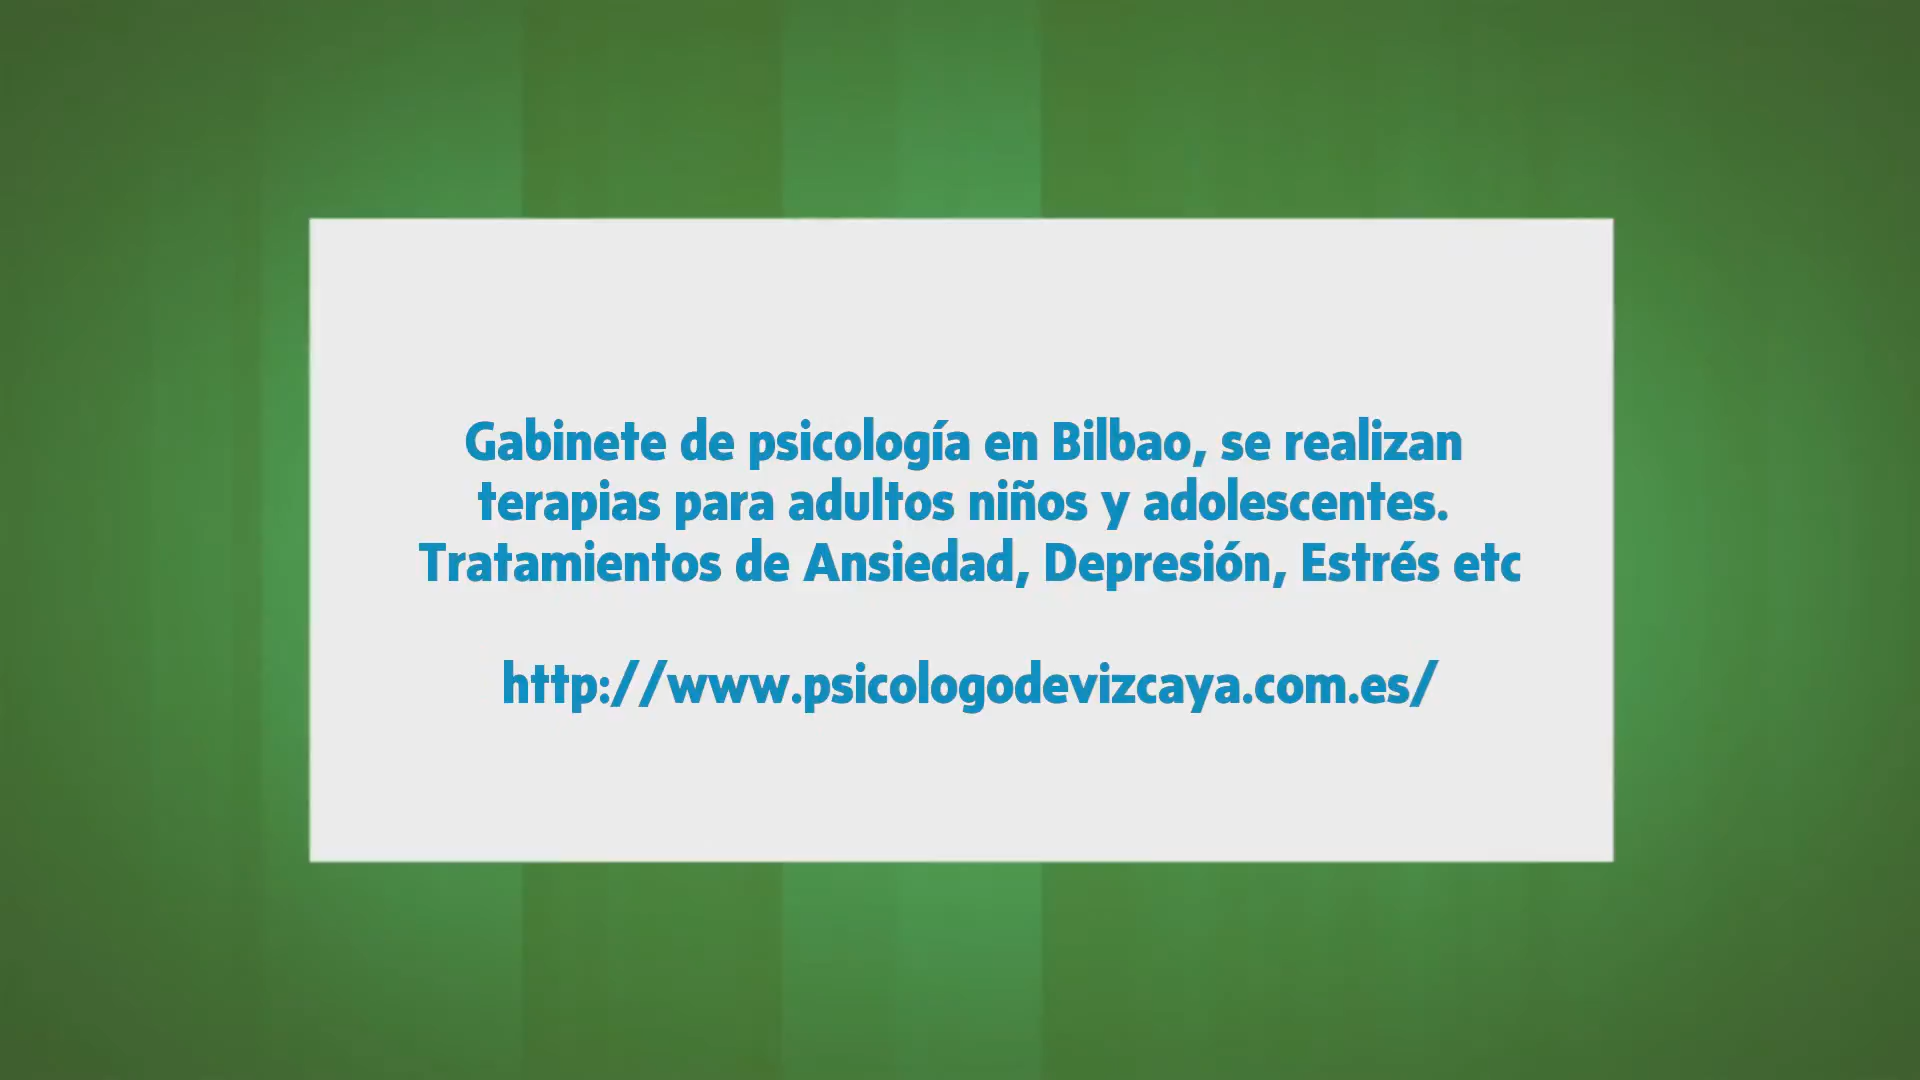 Gabinete de psicología en Bilbao, se realizan
terapias para adultos niños y adolescentes.
Tratamientos de Ansiedad, Depresión, Estrés etc
http://www.psicologodevizcaya.com.es/